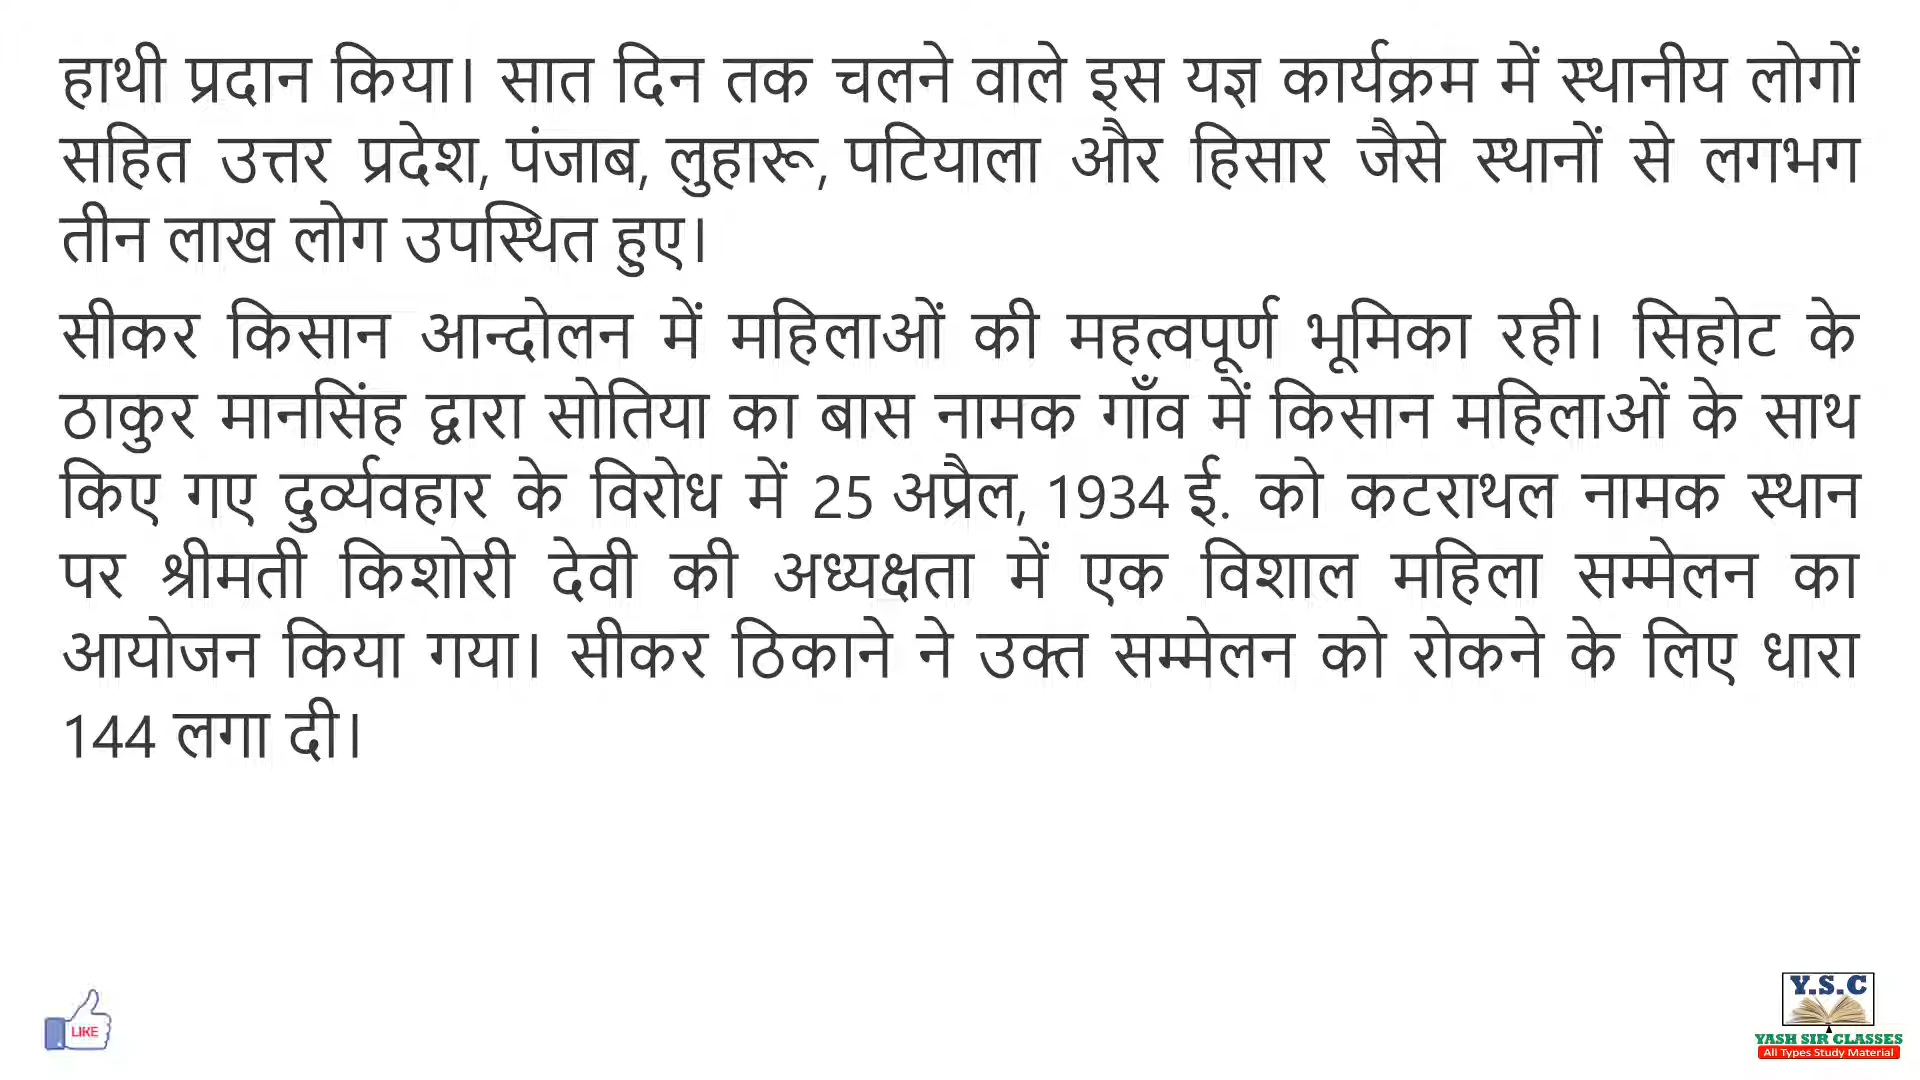 हाथी प्रदान किया। सात दिन तक चलने वाले इस यज्ञ कार्यक्रम में स्थानीय लोगों
सहित उत्तर प्रदेश, पंजाब, लुहारू, पटियाला और हिसार जैसे स्थानों से लगभग
तीन लाख लोग उपस्थित हुए।
सीकर किसान आन्दोलन में महिलाओं की महत्वपूर्ण भूमिका रही। सिहोट के
ठाकुर मानसिंह द्वारा सोतिया का बास नामक गाँव में किसान महिलाओं के साथ
किए गए दुर्व्यवहार के विरोध में 25 अप्रैल, 1934 ई. को कटराथल नामक स्थान
पर श्रीमती किशोरी देवी की अध्यक्षता में एक विशाल महिला सम्मेलन का
आयोजन किया गया। सीकर ठिकाने ने उक्त सम्मेलन को रोकने के लिए धारा
144 लगा दी।
LIKE
Y.S.C
YASH SIR CLASSES
All Types Study Material